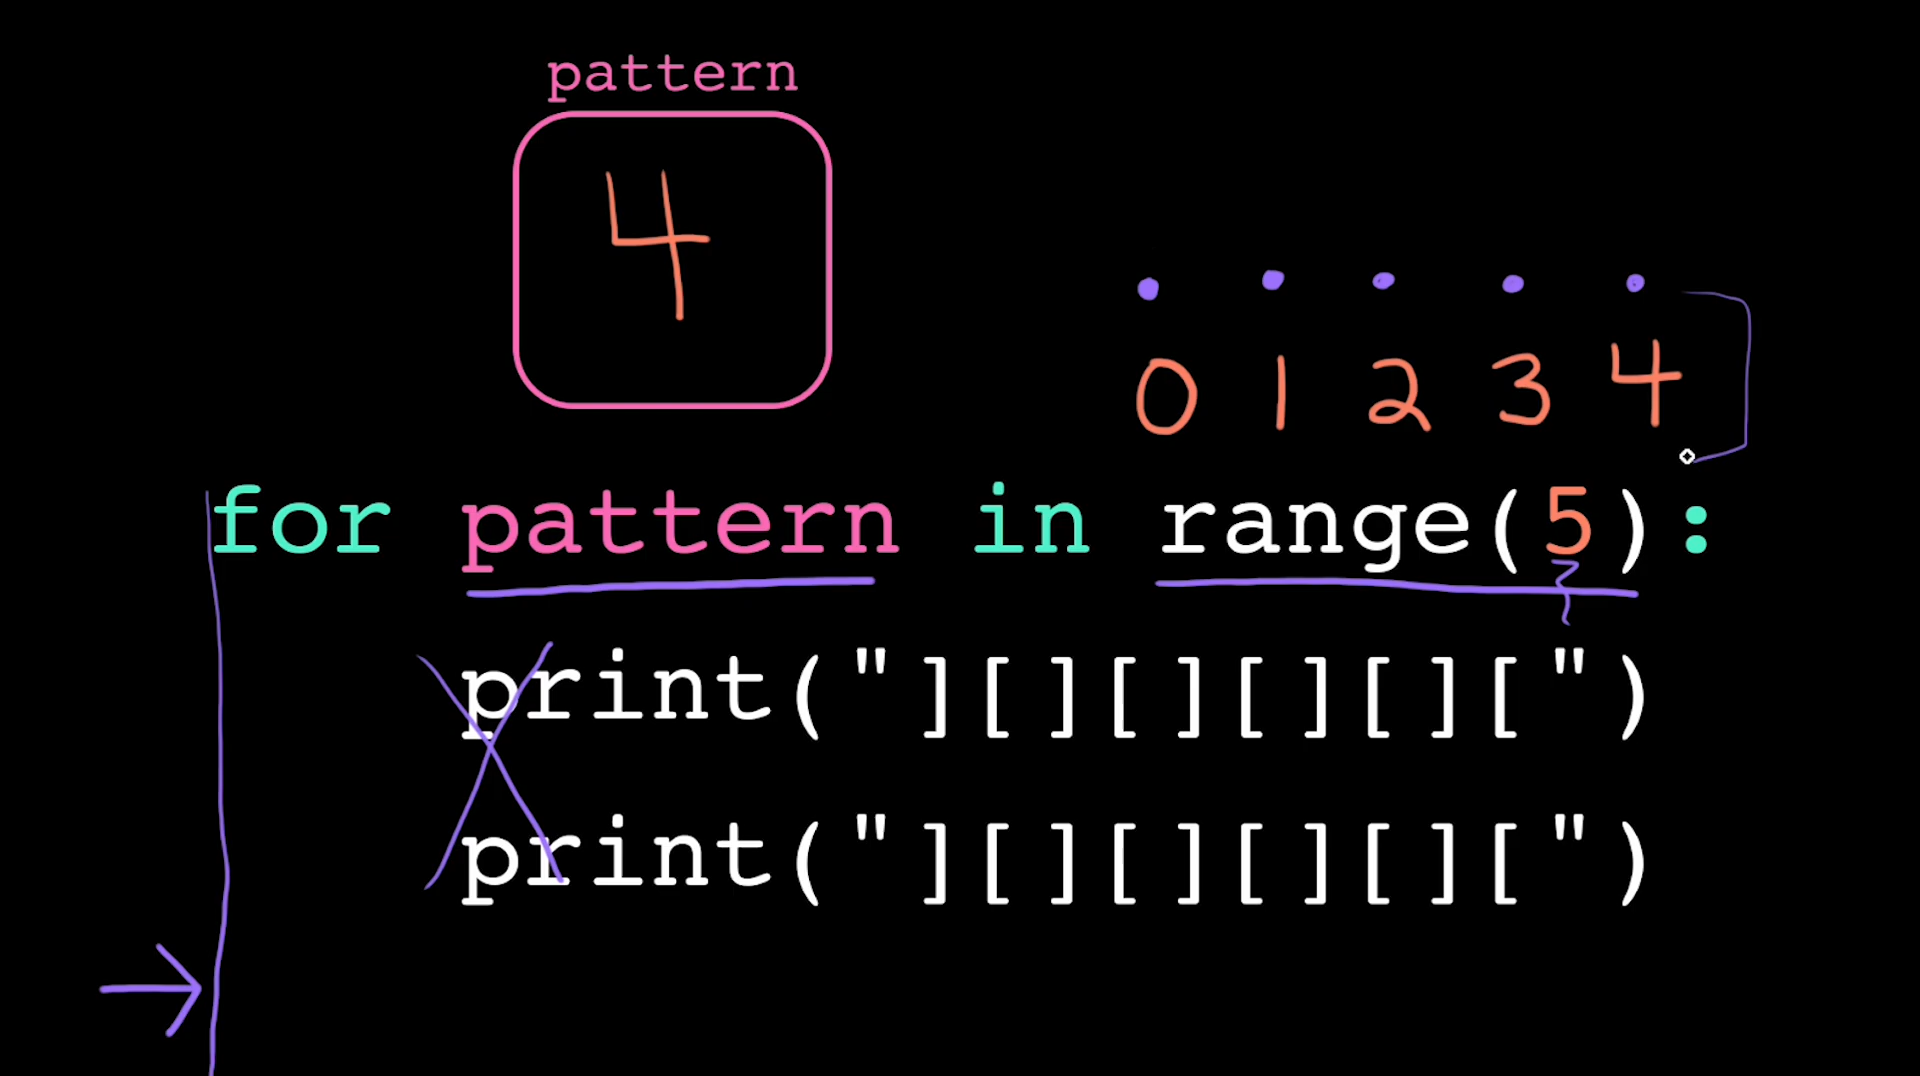 pattern
4
0 1 2 3 4
for pattern in range(5):
print("][][][][][")
print("][][][][][")